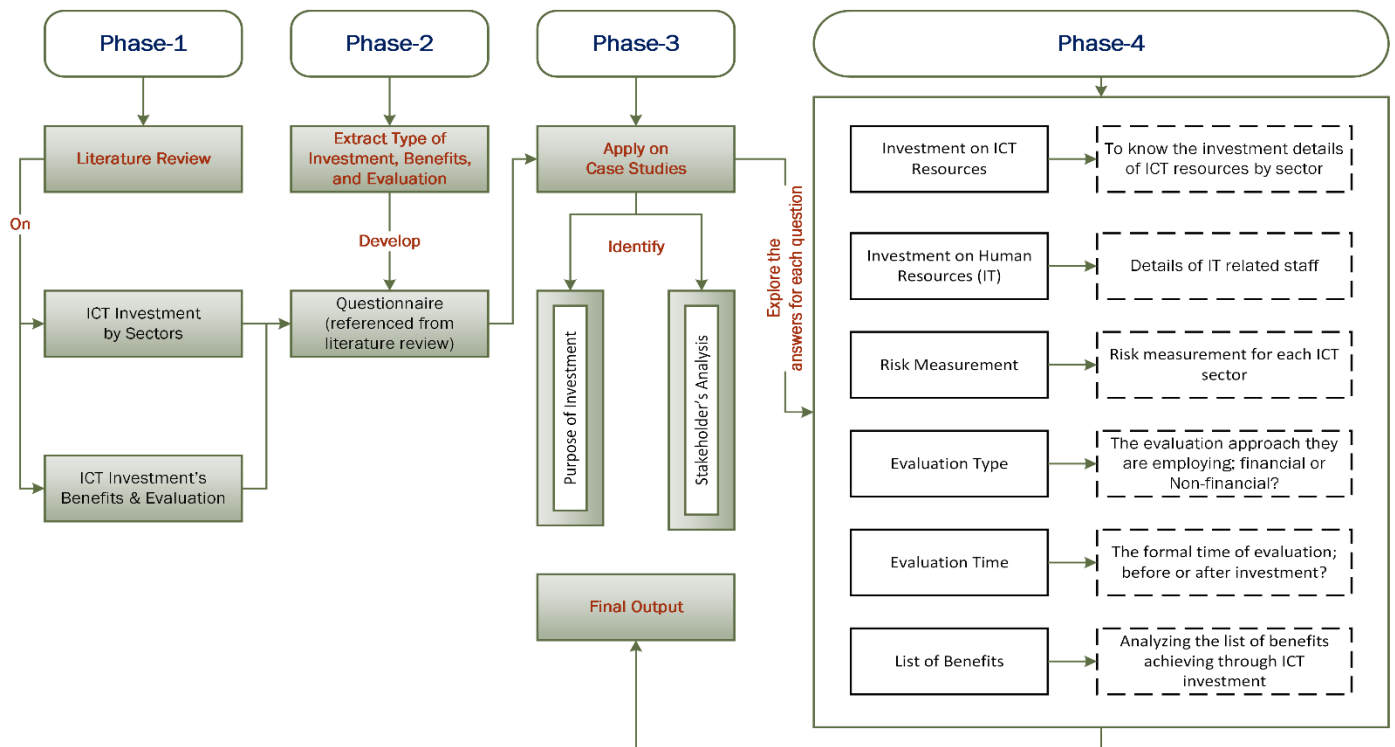 Phase-1
Phase-2
Phase-3
Phase-4
Literature Review
On
ICT Investment
by Sectors
ICT Investment's
Benefits & Evaluation
Extract Type of
Investment, Benefits,
and Evaluation
Develop
Questionnaire
(referenced from
literature review)
Apply on
Case Studies
Identify
Purpose of Investment
Stakeholder's Analysis
Final Output
Explore the
answers for each question
Investment on ICT
Resources
To know the investment details
of ICT resources by sector
Investment on Human
Resources (IT)
Details of IT related staff
Risk Measurement
Risk measurement for each ICT
sector
Evaluation Type
The evaluation approach they
are employing; financial or
Non-financial?
Evaluation Time
The formal time of evaluation;
before or after investment?
List of Benefits
Analyzing the list of benefits
achieving through ICT
investment